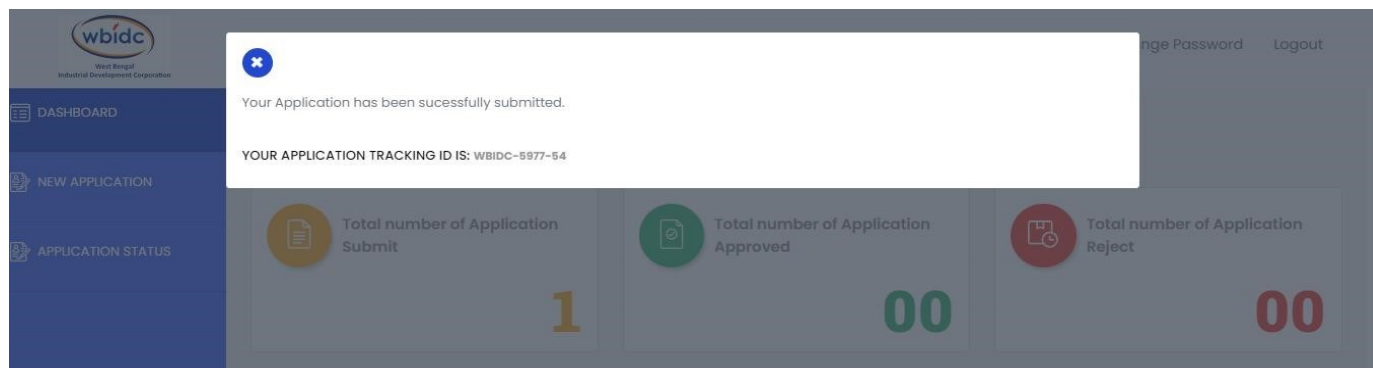 wbidc
West Bengal
Industrial Development Corporation
nge Password Logout
DASHBOARD
NEW APPLICATION
APPLICATION STATUS
Your Application has been sucessfully submitted.
YOUR APPLICATION TRACKING ID IS: WBIDC-5977-54
Total number of Application
Submit
1
Total number of Application
Approved
00
Total number of Application
Reject
00